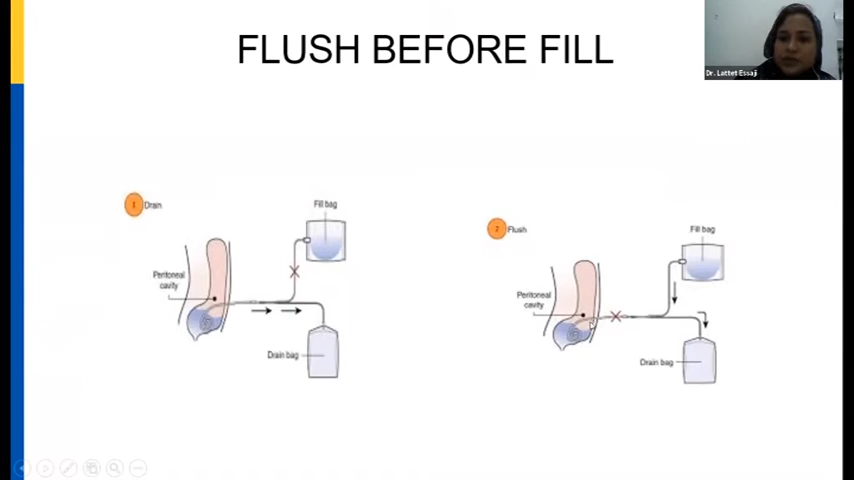 FLUSH BEFORE FILL
Dr. Lattet Essaji
1 Drain
Fill bag
Peritoneal
cavity
Drain bag
2 Flush
Fill bag
Peritoneal
cavity
Drain bag